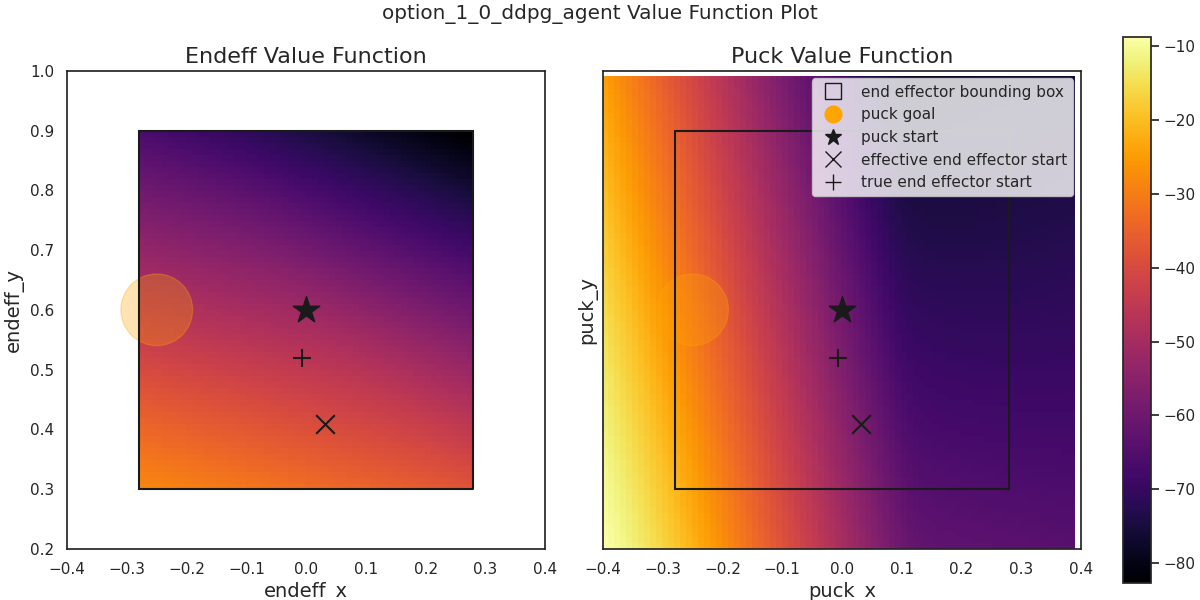 option_1_0_ddpg_agent Value Function Plot
Endeff Value Function
Puck Value Function
1.0
0.9
0.8
0.7
0.6
0.5
0.4
0.3
0.2
endeff_y
−0.4 −0.3 −0.2 −0.1 0.0 0.1 0.2 0.3 0.4
endeff_x
puck_y
end effector bounding box
puck goal
puck start
effective end effector start
true end effector start
−0.4 −0.3 −0.2 −0.1 0.0 0.1 0.2 0.3 0.4
puck_x
−10
−20
−30
−40
−50
−60
−70
−80